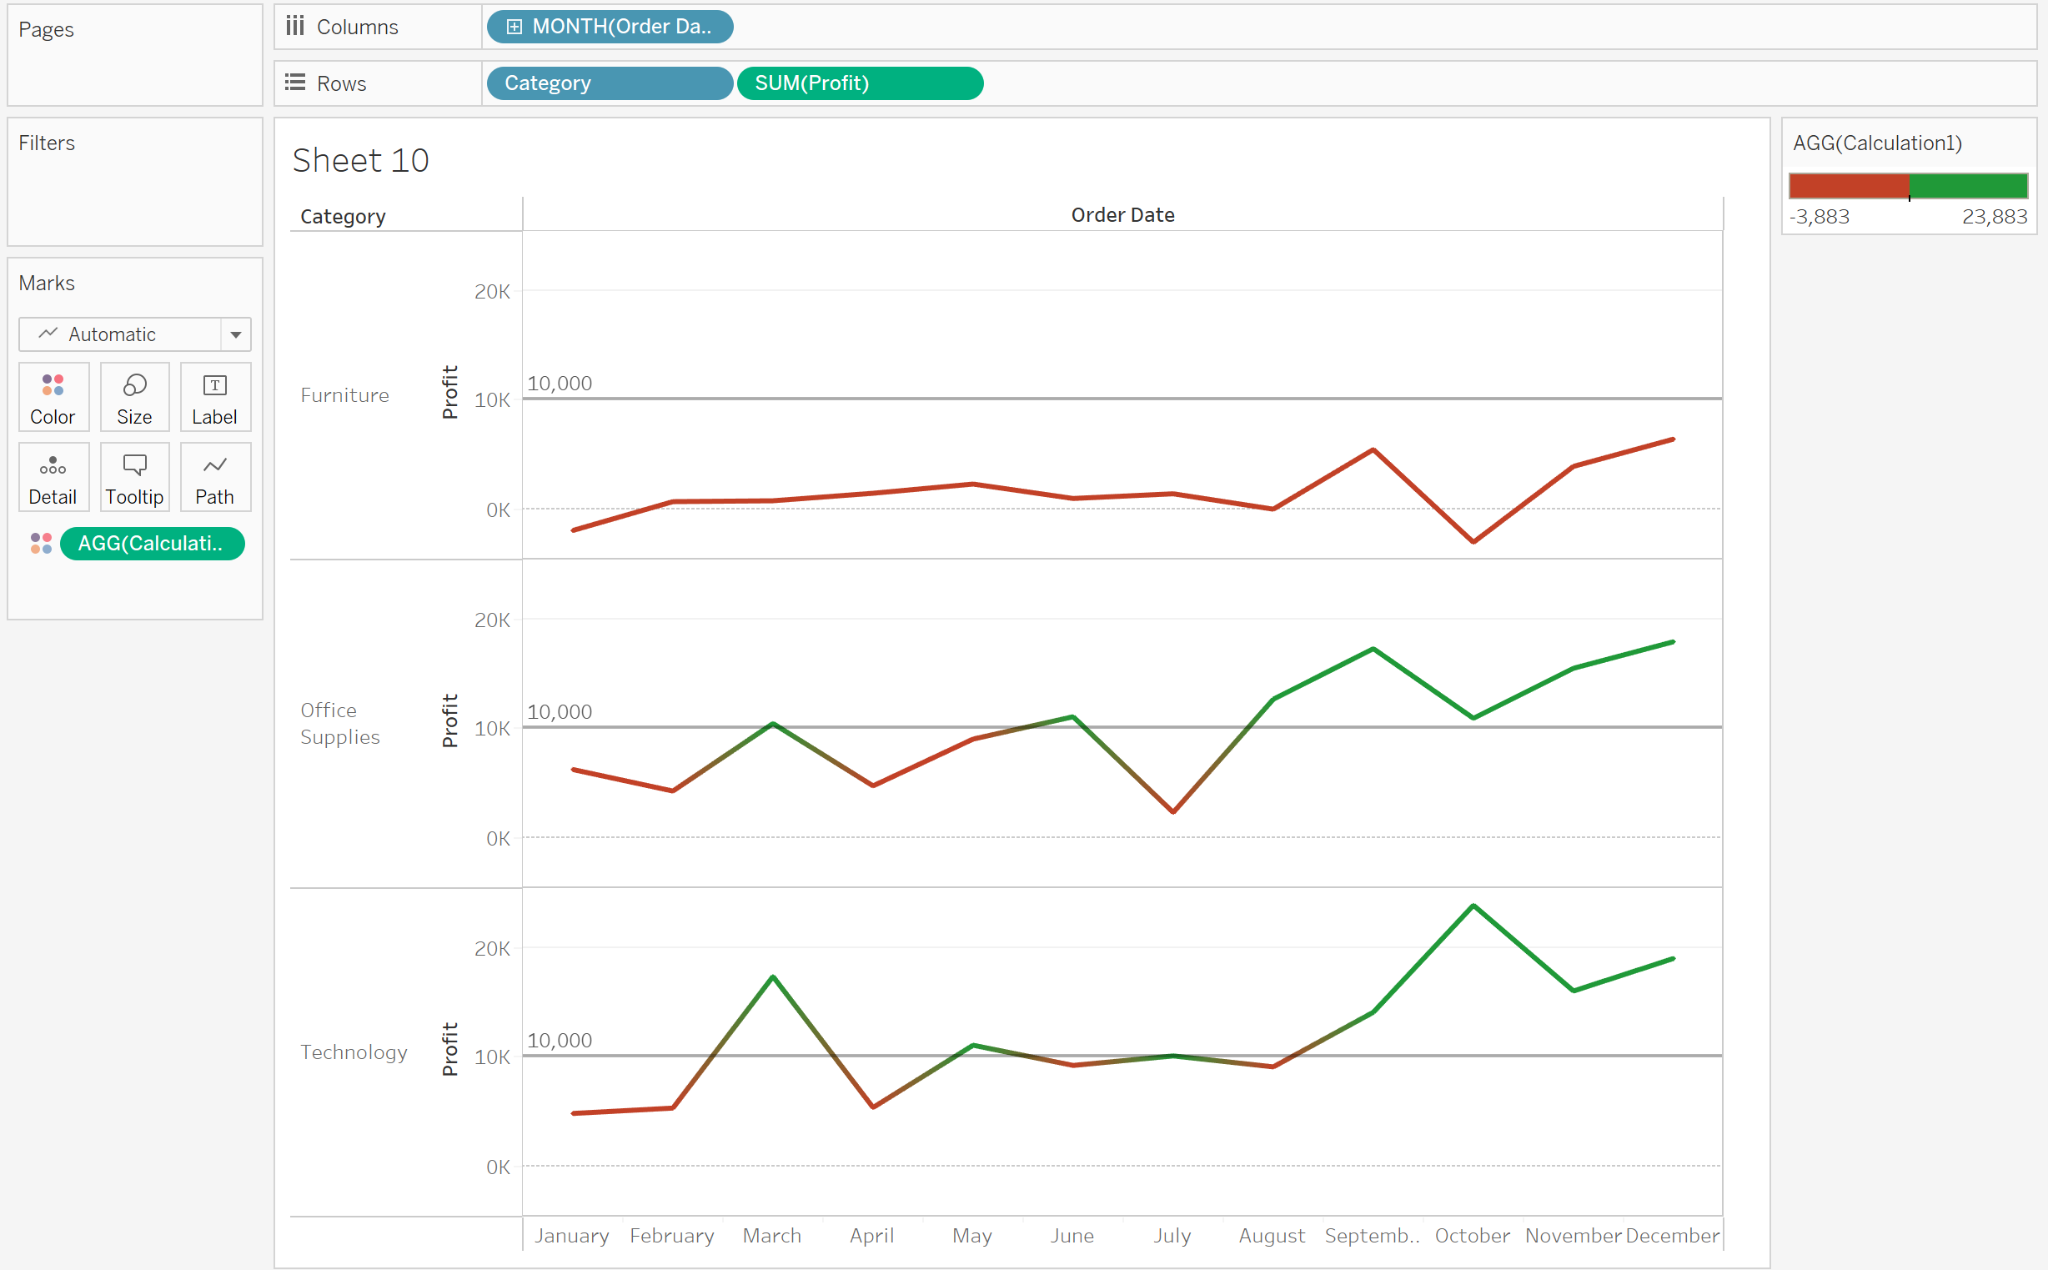 Pages
Columns
MONTH(Order Da..
Rows
Category
SUM(Profit)
Filters
Marks
Automatic
Color
Size
Label
Detail
Tooltip
Path
AGG(Calculati..
Sheet 10
Category
Order Date
Furniture
Profit
20K
10K
0K
10,000
Office
Supplies
Profit
20K
10K
0K
10,000
Technology
Profit
20K
10K
0K
10,000
January
February
March
April
May
June
July
August
Septemb..
October
November
December
AGG(Calculation1)
-3,883
23,883